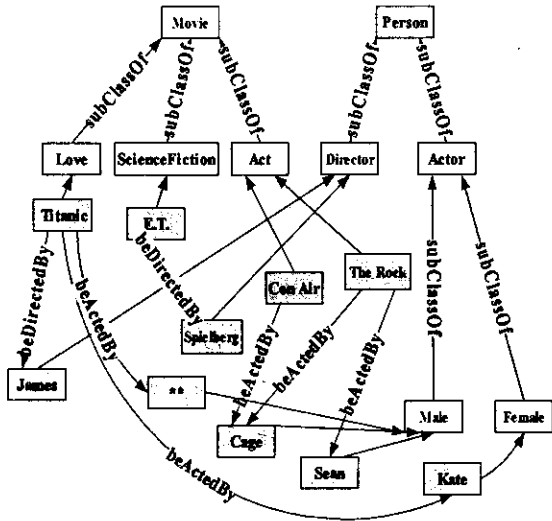 Movie
Person
subClassOf
subClassOf
subClassOf
subClassOf
subClassOf
Love
ScienceFiction
Act
Director
Actor
Titanic
E.T.
Con Air
The Rock
beDirectedBy
beActedBy
beDirectedBy
Spielberg
beActedBy
beActedBy
beActedBy
subClassOf
subClassOf
James
**
Cage
Male
Female
Sean
Kate
beActedBy